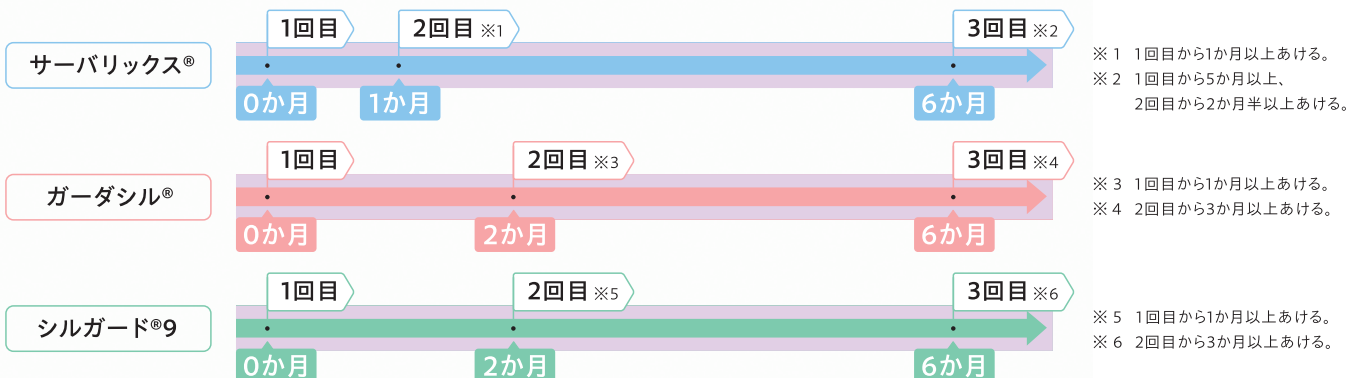 1回目
2回目 ※1
3回目 ※2
サーバリックス®
0か月
1か月
6か月
※1 1回目から1か月以上あける。
※2 1回目から5か月以上、
2回目から2か月半以上あける。
1回目
2回目 ※3
3回目 ※4
ガーダシル®
0か月
2か月
6か月
※3 1回目から1か月以上あける。
※4 2回目から3か月以上あける。
1回目
2回目 ※5
3回目 ※6
シルガード®9
0か月
2か月
6か月
※5 1回目から1か月以上あける。
※6 2回目から3か月以上あける。